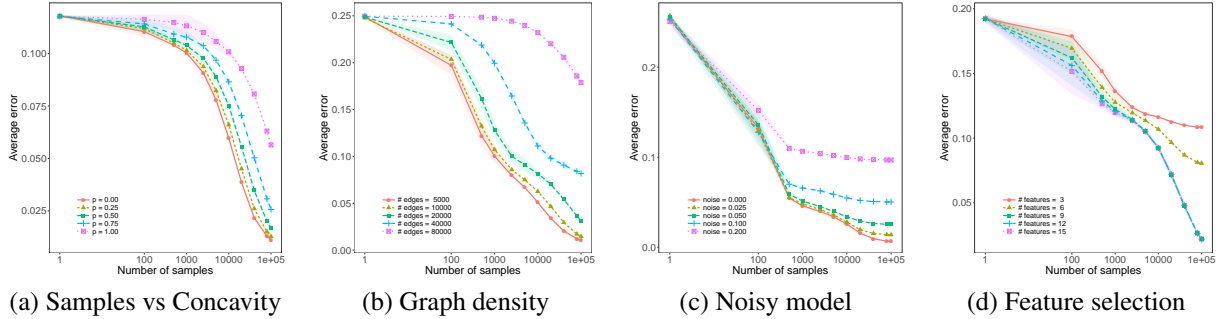 Average error
0.100
0.075
0.050
0.025
p = 0.00
p = 0.25
p = 0.50
p = 0.75
p = 1.00
1
100
1000
10000
1e+05
Number of samples
(a) Samples vs Concavity
Average error
0.25
0.20
0.15
0.10
0.05
0.00
# edges = 5000
# edges = 10000
# edges = 20000
# edges = 40000
# edges = 80000
1
100
1000
10000
1e+05
Number of samples
(b) Graph density
Average error
0.2
0.1
0.0
noise = 0.000
noise = 0.025
noise = 0.050
noise = 0.100
noise = 0.200
1
100
1000
10000
1e+05
Number of samples
(c) Noisy model
Average error
0.20
0.15
0.10
0.05
# features = 3
# features = 6
# features = 9
# features = 12
# features = 15
1
100
1000
10000
1e+05
Number of samples
(d) Feature selection